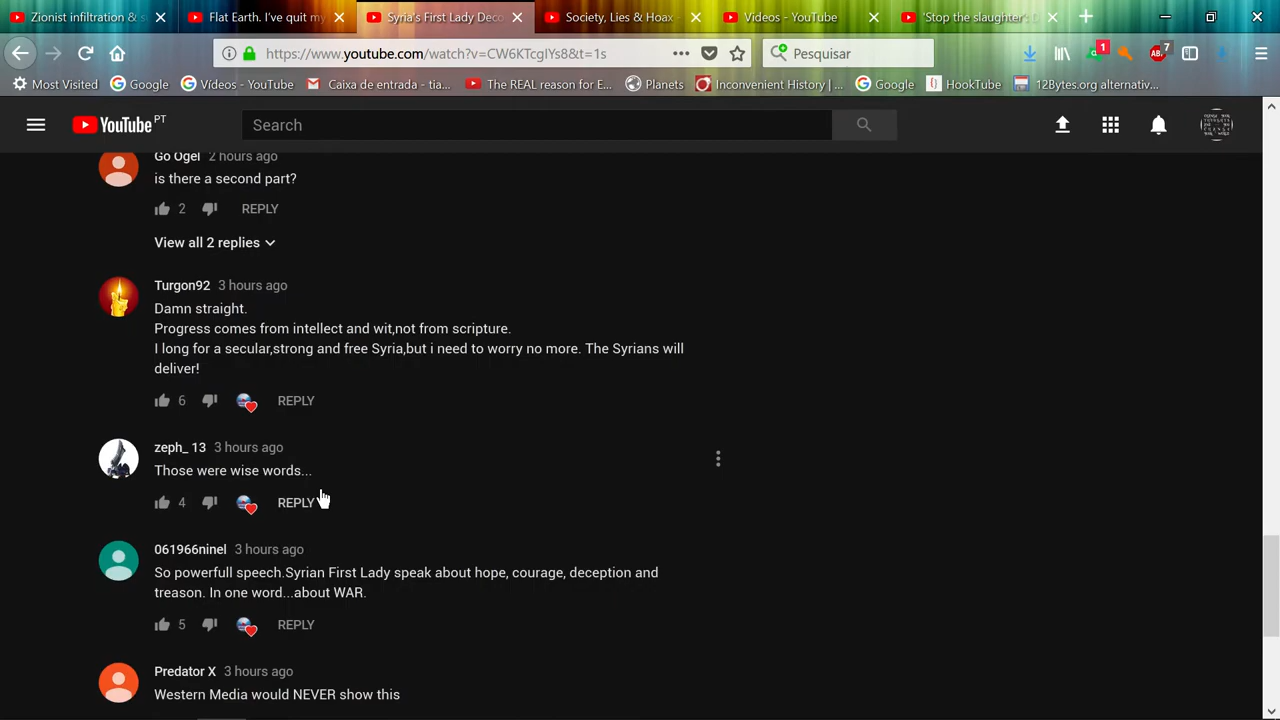 Zionist infiltration & s
Flat Earth. I've quit my
Syria's First Lady Deco
Society, Lies & Hoax -
Videos - YouTube
'Stop the slaughter':
https://www.youtube.com/watch?v=CW6KTcgIYs8&t=1s
Pesquisar
1
7
Most Visited
Google
Vídeos - YouTube
Caixa de entrada - tia...
The REAL reason for E...
Planets
Inconvenient History | ...
Google
HookTube
12Bytes.org alternativ...
YouTube PT
Search
Go Ogel 2 hours ago
is there a second part?
2 REPLY
View all 2 replies
Turgon92 3 hours ago
Damn straight.
Progress comes from intellect and wit,not from scripture.
I long for a secular,strong and free Syria,but i need to worry no more. The Syrians will
deliver!
6 REPLY
zeph_ 13 3 hours ago
Those were wise words...
4 REPLY
061966ninel 3 hours ago
So powerfull speech.Syrian First Lady speak about hope, courage, deception and
treason. In one word...about WAR.
5 REPLY
Predator X 3 hours ago
Western Media would NEVER show this